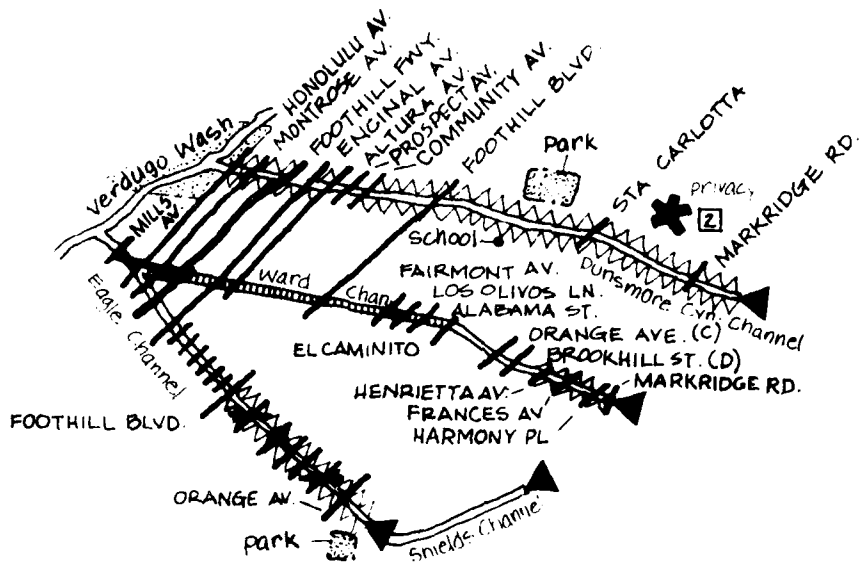 HONOLULU AV.
MONTROSE AV.
FOOTHILL FWY.
ENCINAL AV.
ALTURA AV.
PROSPECT AV.
COMMUNITY AV.
FOOTHILL BLVD.
Verdugo Wash
MILLS
AV.
park
STA CARLOTTA
privacy
2
MARKRIDGE RD.
school
Dunsmore Cyn. Channel
Eagle Channel
Ward Chan.
FAIRMONT AV.
LOS OLIVOS LN.
ALABAMA ST.
EL CAMINITO
ORANGE AVE. (C)
BROOKHILL ST. (D)
MARKRIDGE RD.
HENRIETTA AV.
FRANCES AV
HARMONY PL
FOOTHILL BLVD.
ORANGE AV.
park
Shields Channel